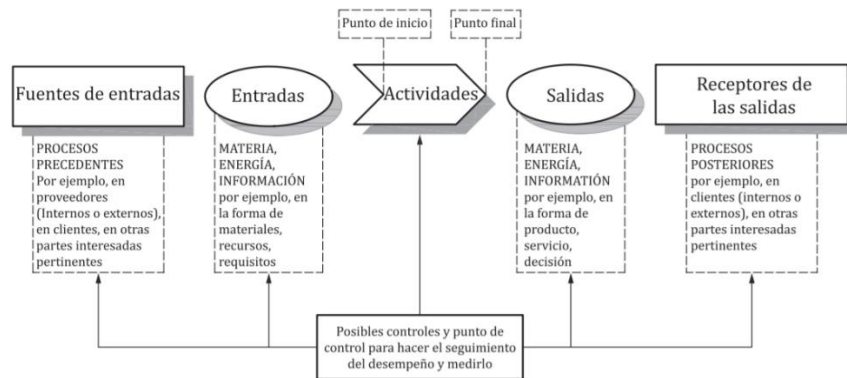 Punto de inicio
Punto final
Fuentes de entradas
Entradas
Actividades
Salidas
Receptores de
las salidas
PROCESOS
PRECEDENTES
Por ejemplo, en
proveedores
(Internos o externos),
en clientes, en otras
partes interesadas
pertinentes
MATERIA,
ENERGÍA,
INFORMACIÓN
por ejemplo, en
la forma de
materiales,
recursos,
requisitos
MATERIA,
ENERGÍA,
INFORMATIÓN
por ejemplo, en
la forma de
producto,
servicio,
decisión
PROCESOS
POSTERIORES
por ejemplo, en
clientes (internos o
externos), en otras
partes interesadas
pertinentes
Posibles controles y punto de
control para hacer el seguimiento
del desempeño y medirlo